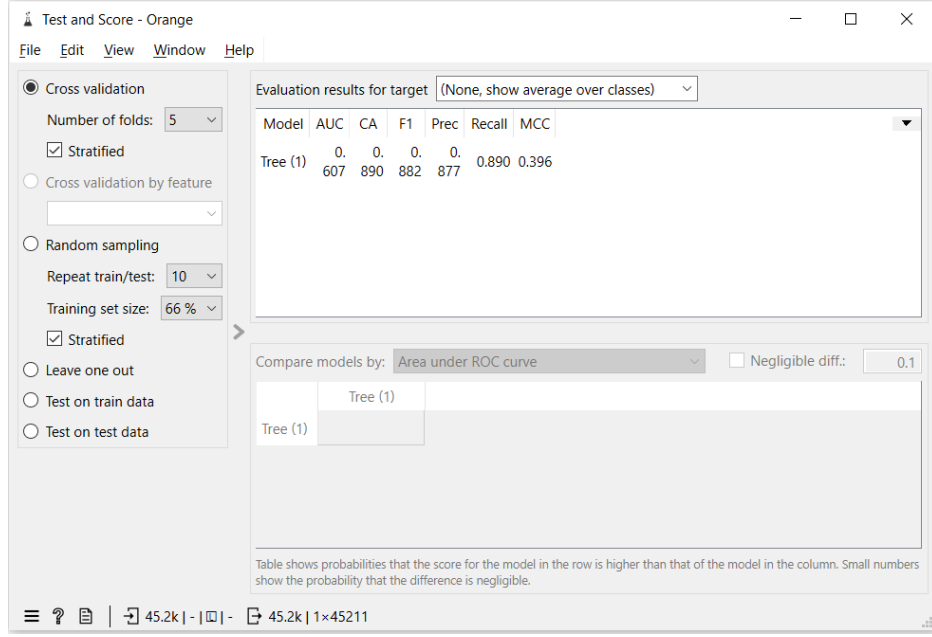 Test and Score - Orange
File Edit View Window Help
Cross validation
Number of folds: 5
Stratified
Cross validation by feature
Random sampling
Repeat train/test: 10
Training set size: 66 %
Stratified
Leave one out
Test on train data
Test on test data
Evaluation results for target (None, show average over classes)
Model AUC CA F1 Prec Recall MCC
Tree (1) 0.607 0.890 0.882 0.877 0.890 0.396
Compare models by: Area under ROC curve Negligible diff.: 0.1
Tree (1)
Tree (1)
Table shows probabilities that the score for the model in the row is higher than that of the model in the column. Small numbers
show the probability that the difference is negligible.
45.2k | - | - 45.2k | 1×45211